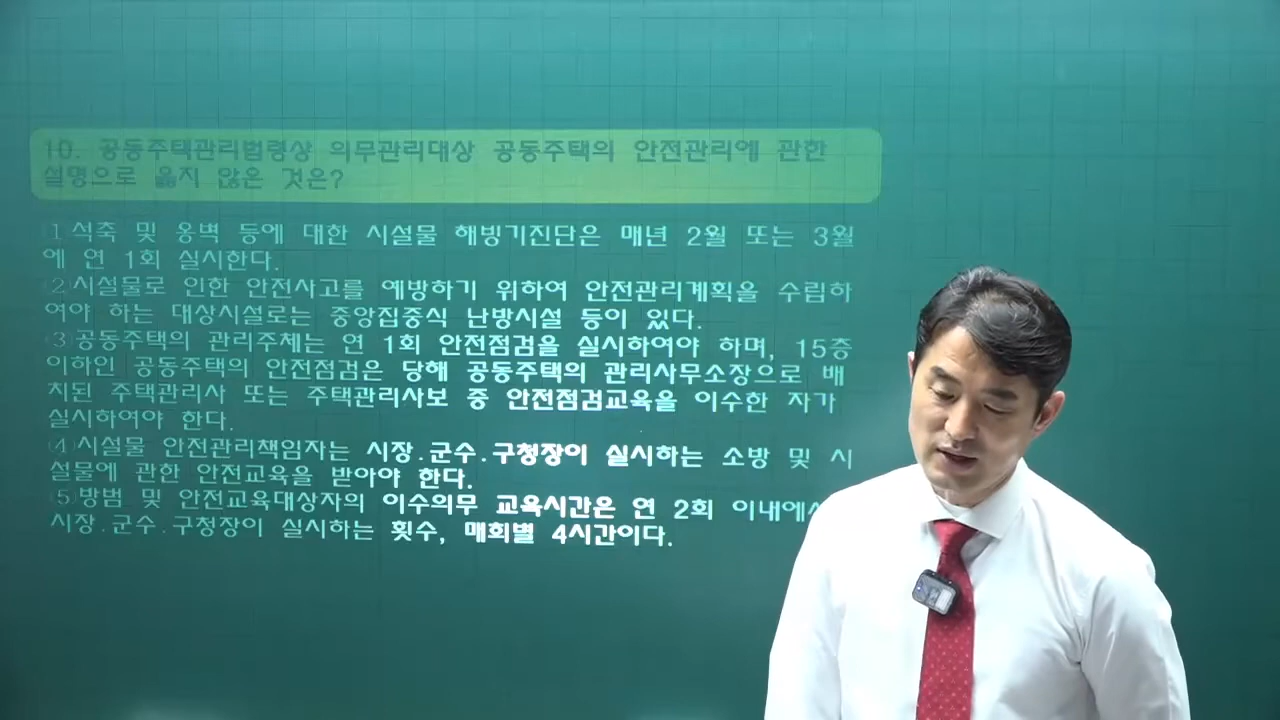 10. 공동주택관리법령상 의무관리대상 공동주택의 안전관리에 관한
설명으로 옳지 않은 것은?
(1)석축 및 옹벽 등에 대한 시설물 해빙기진단은 매년 2월 또는 3월
에 연 1회 실시한다.
(2)시설물로 인한 안전사고를 예방하기 위하여 안전관리계획을 수립하
여야 하는 대상시설로는 중앙집중식 난방시설 등이 있다.
(3)공동주택의 관리주체는 연 1회 안전점검을 실시하여야 하며, 15층
이하인 공동주택의 안전점검은 당해 공동주택의 관리사무소장으로 배
치된 주택관리사 또는 주택관리사보 중 안전점검교육을 이수한 자가
실시하여야 한다.
(4)시설물 안전관리책임자는 시장.군수.구청장이 실시하는 소방 및 시
설물에 관한 안전교육을 받아야 한다.
(5)방범 및 안전교육대상자의 이수의무 교육시간은 연 2회 이내에서
시장.군수.구청장이 실시하는 횟수, 매회별 4시간이다.